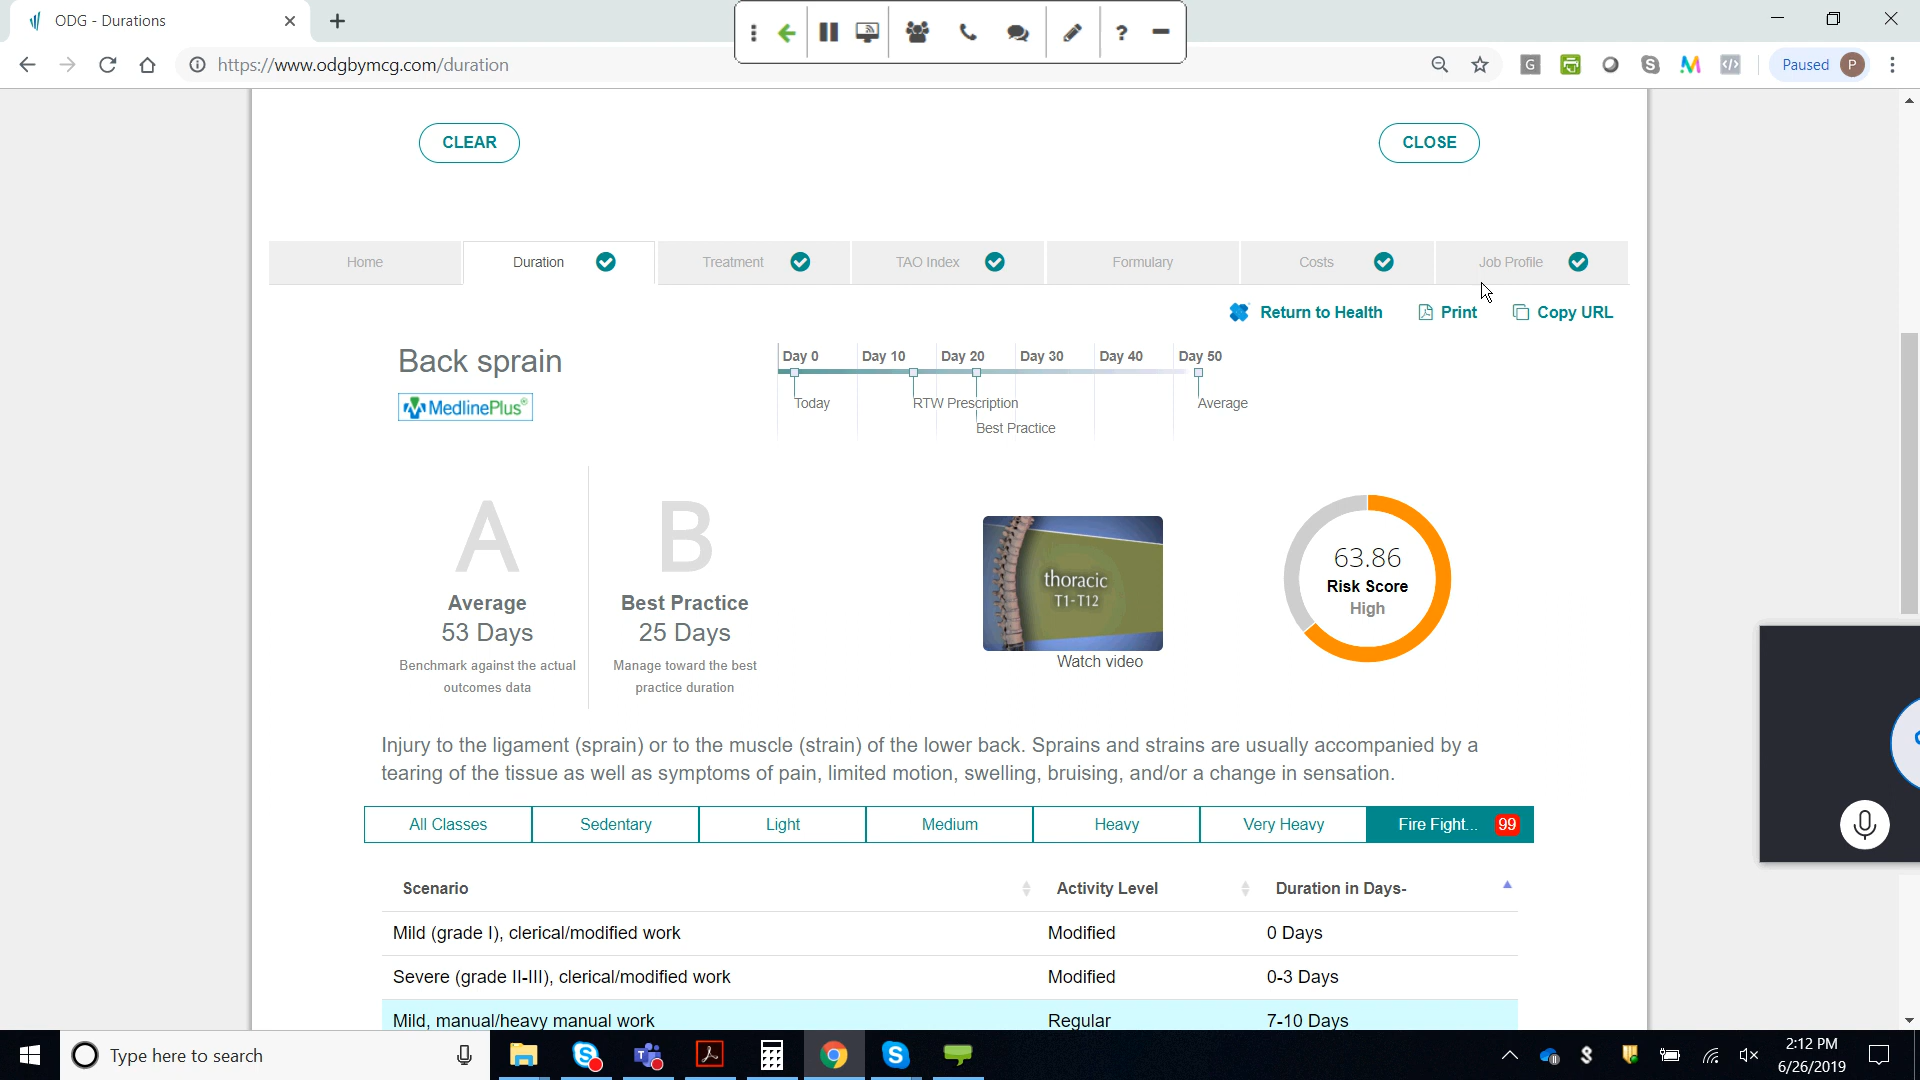 ODG - Durations
https://www.odgbymcg.com/duration
G
Paused P
CLEAR
CLOSE
Home
Duration
Treatment
TAO Index
Formulary
Costs
Job Profile
Return to Health
Print
Copy URL
Back sprain
MedlinePlus®
Day 0
Day 10
Day 20
Day 30
Day 40
Day 50
Today
RTW Prescription
Average
Best Practice
A
Average
53 Days
Benchmark against the actual
outcomes data
B
Best Practice
25 Days
Manage toward the best
practice duration
thoracic
T1-T12
Watch video
63.86
Risk Score
High
Injury to the ligament (sprain) or to the muscle (strain) of the lower back. Sprains and strains are usually accompanied by a
tearing of the tissue as well as symptoms of pain, limited motion, swelling, bruising, and/or a change in sensation.
All Classes
Sedentary
Light
Medium
Heavy
Very Heavy
Fire Fight... 99
Scenario
Activity Level
Duration in Days-
Mild (grade I), clerical/modified work
Modified
0 Days
Severe (grade II-III), clerical/modified work
Modified
0-3 Days
Mild, manual/heavy manual work
Regular
7-10 Days
Type here to search
2:12 PM
6/26/2019